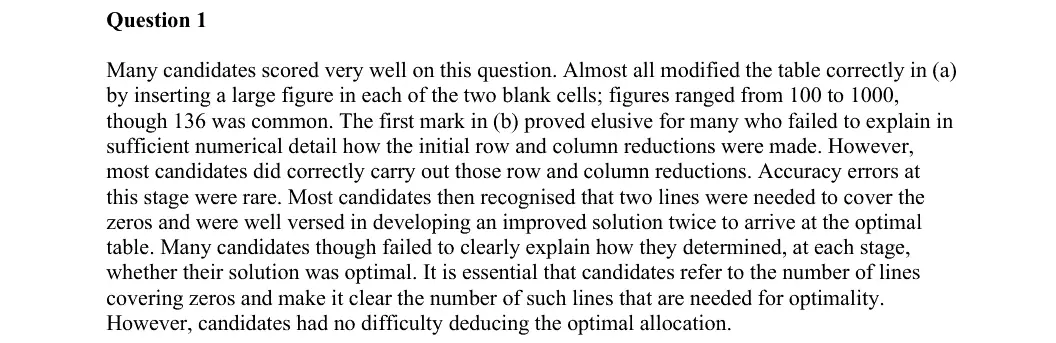 Question 1
Many candidates scored very well on this question. Almost all modified the table correctly in (a)
by inserting a large figure in each of the two blank cells; figures ranged from 100 to 1000,
though 136 was common. The first mark in (b) proved elusive for many who failed to explain in
sufficient numerical detail how the initial row and column reductions were made. However,
most candidates did correctly carry out those row and column reductions. Accuracy errors at
this stage were rare. Most candidates then recognised that two lines were needed to cover the
zeros and were well versed in developing an improved solution twice to arrive at the optimal
table. Many candidates though failed to clearly explain how they determined, at each stage,
whether their solution was optimal. It is essential that candidates refer to the number of lines
covering zeros and make it clear the number of such lines that are needed for optimality.
However, candidates had no difficulty deducing the optimal allocation.